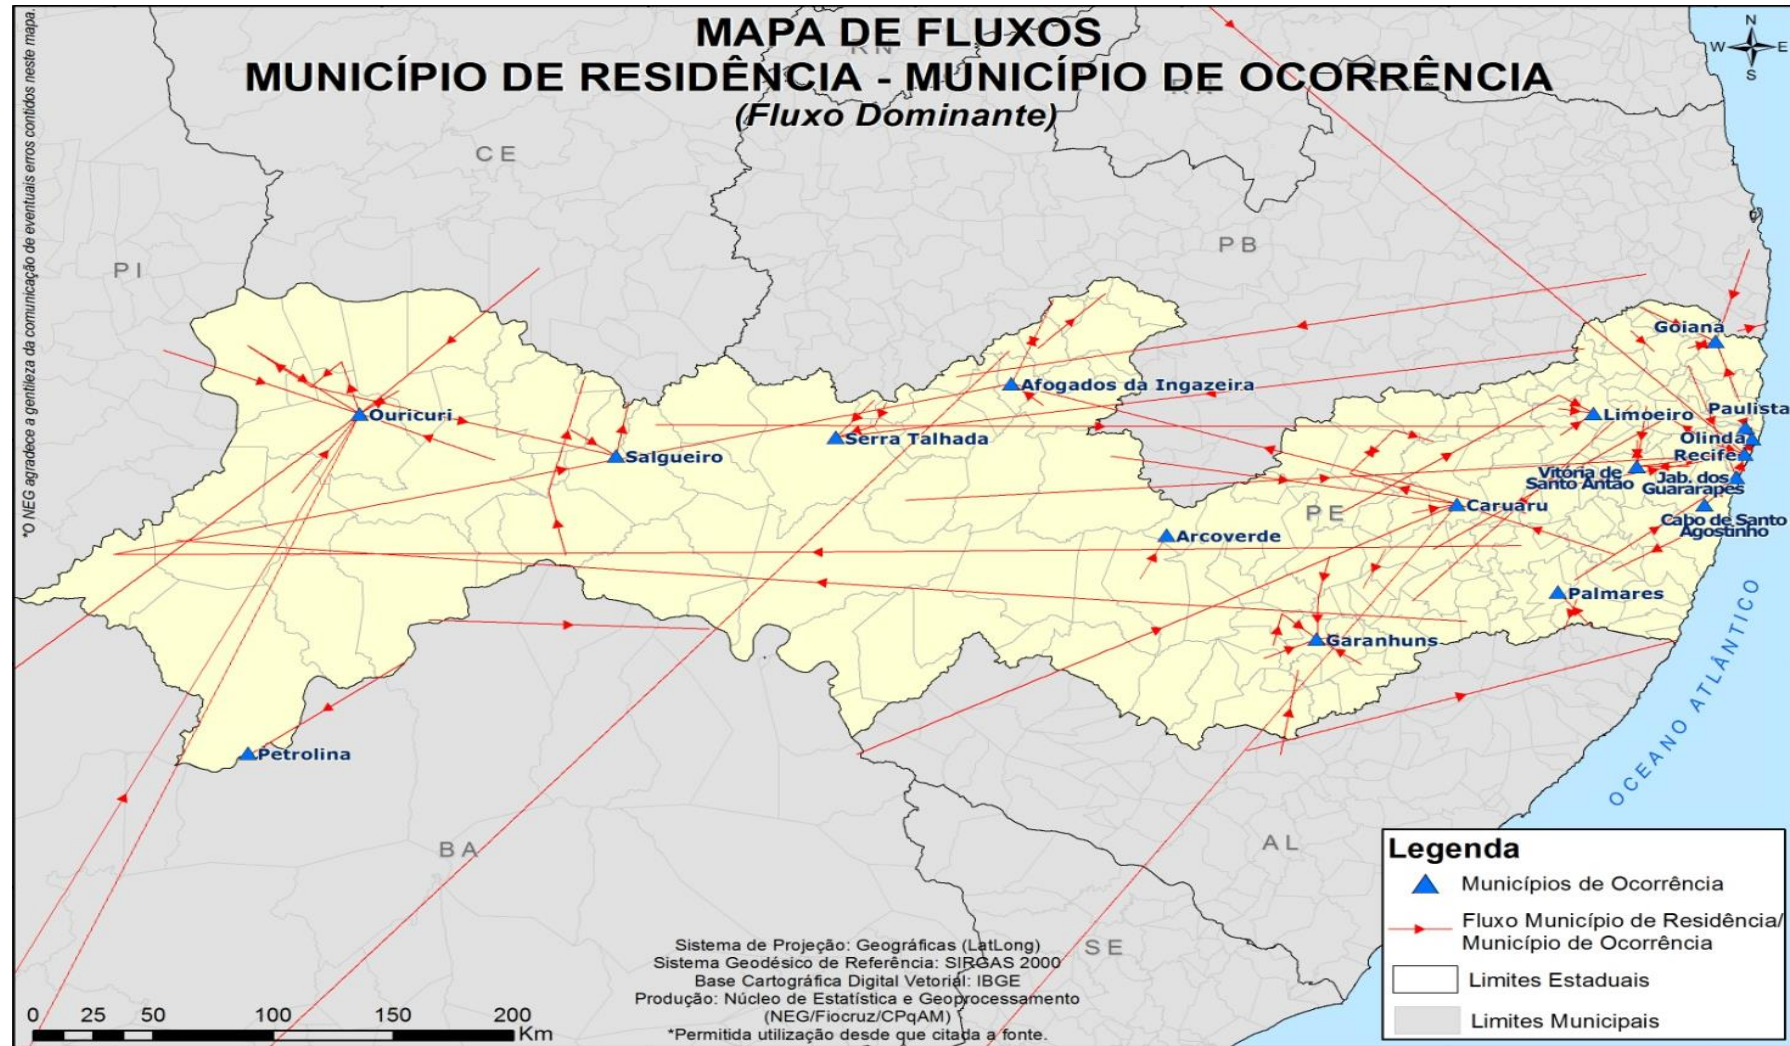 MAPA DE FLUXOS
MUNICÍPIO DE RESIDÊNCIA - MUNICÍPIO DE OCORRÊNCIA
(Fluxo Dominante)
*O NEG agradece a gentileza da comunicação de eventuais erros contidos neste mapa.
N
W
E
S
RN
RN
CE
PB
PI
Goiana
Afogados da Ingazeira
Ouricuri
Limoeiro
Paulista
Serra Talhada
Olinda
Salgueiro
Recife
Vitória de
Santo Antão
Jab. dos
Guararapes
Caruaru
PE
Cabo de Santo
Agostinho
Arcoverde
Palmares
Garanhuns
Petrolina
OCEANO ATLÂNTICO
BA
AL
SE
Legenda
Municípios de Ocorrência
Fluxo Município de Residência/
Município de Ocorrência
Limites Estaduais
Limites Municipais
Sistema de Projeção: Geográficas (LatLong)
Sistema Geodésico de Referência: SIRGAS 2000
Base Cartográfica Digital Vetorial: IBGE
Produção: Núcleo de Estatística e Geoprocessamento
(NEG/Fiocruz/CPqAM)
*Permitida utilização desde que citada a fonte.
0 25 50 100 150 200
Km